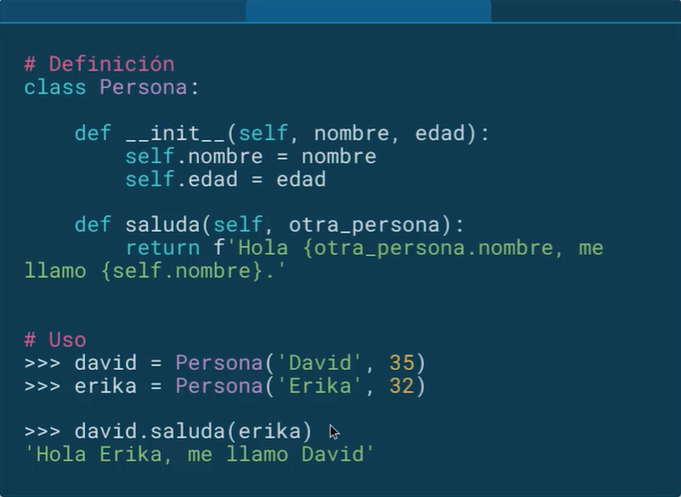 # Definición
class Persona:
    def __init__(self, nombre, edad):
        self.nombre = nombre
        self.edad = edad
    def saluda(self, otra_persona):
        return f'Hola {otra_persona.nombre, me
llamo {self.nombre}.'
# Uso
>>> david = Persona('David', 35)
>>> erika = Persona('Erika', 32)
>>> david.saluda(erika)
'Hola Erika, me llamo David'